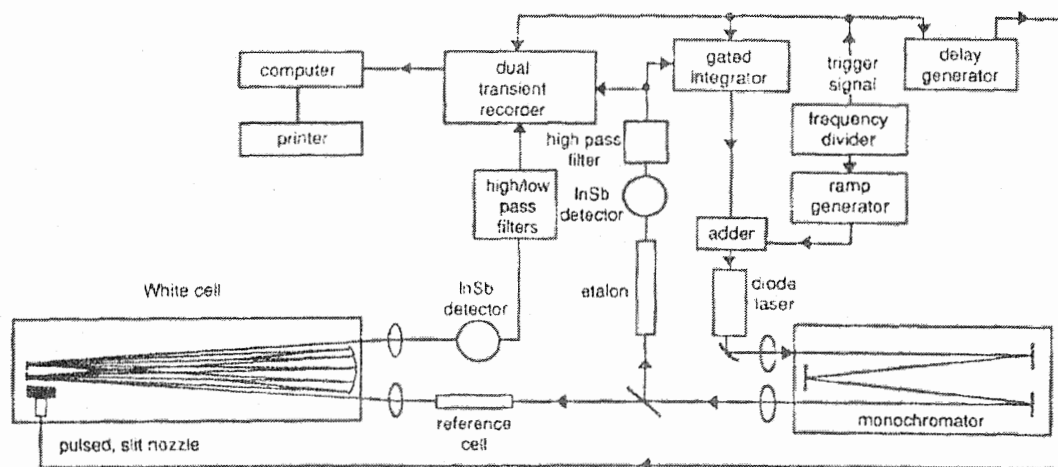 computer
printer
dual
transient
recorder
gated
integrator
trigger
signal
delay
generator
high pass
filter
frequency
divider
high/low
pass
filters
InSb
detector
ramp
generator
adder
White cell
InSb
detector
etalon
diode
laser
reference
cell
monochromator
pulsed, slit nozzle